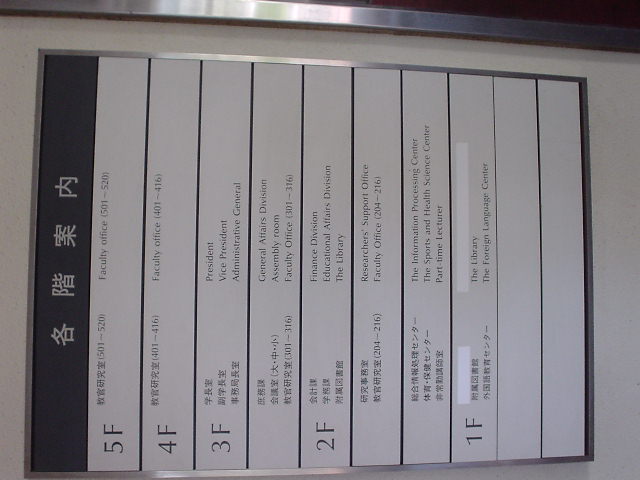 各階案内
5F 教官研究室(501~520) Faculty office (501~520)
4F 教官研究室(401~416) Faculty office (401~416)
3F 学長室 President
副学長室 Vice President
事務局長室 Administrative General
庶務課 General Affairs Division
会議室(大・中・小) Assembly room
教官研究室(301~316) Faculty Office (301~316)
2F 会計課 Finance Division
学務課 Educational Affairs Division
附属図書館 The Library
研究事務室 Researchers' Support Office
教官研究室(204~216) Faculty Office (204~216)
総合情報処理センター The Information Processing Center
体育・保健センター The Sports and Health Science Center
非常勤講師室 Part-time Lecturer
1F 附属図書館 The Library
外国語教育センター The Foreign Language Center